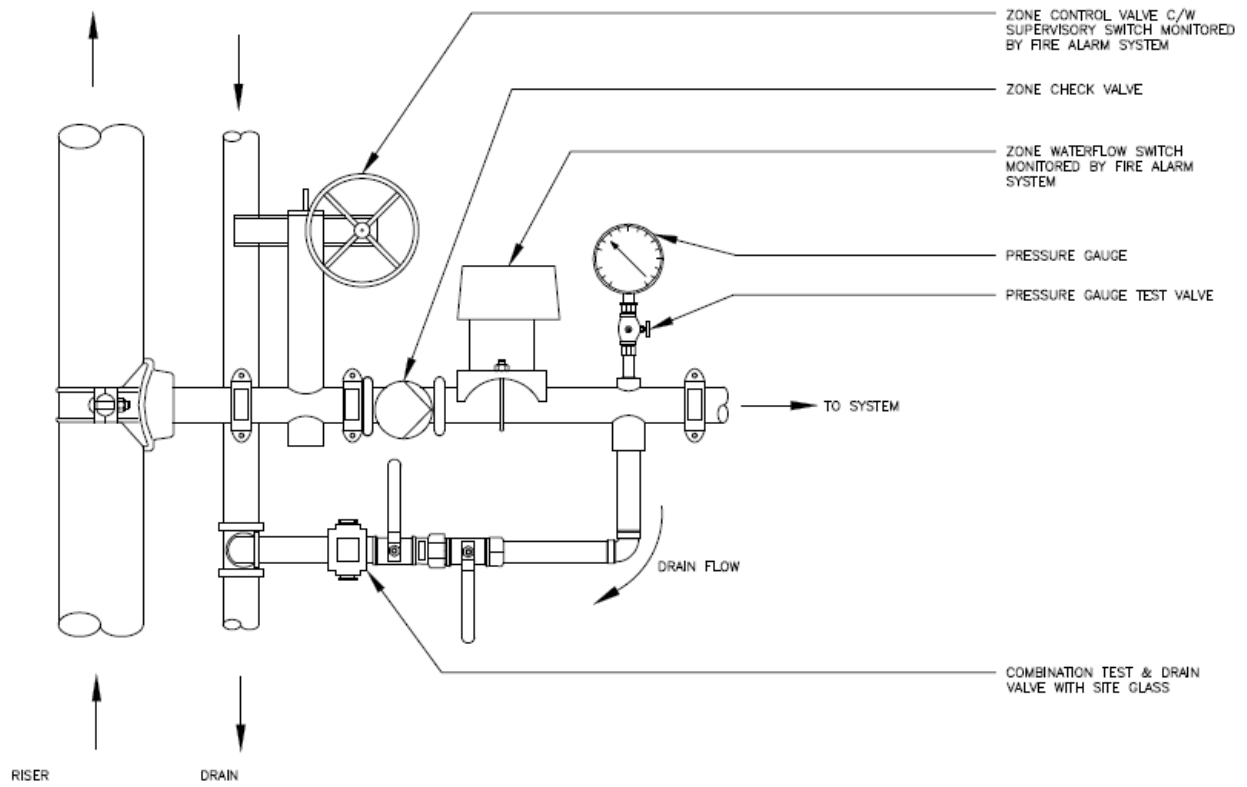 ZONE CONTROL VALVE C/W
SUPERVISORY SWITCH MONITORED
BY FIRE ALARM SYSTEM
ZONE CHECK VALVE
ZONE WATERFLOW SWITCH
MONITORED BY FIRE ALARM
SYSTEM
PRESSURE GAUGE
PRESSURE GAUGE TEST VALVE
TO SYSTEM
DRAIN FLOW
COMBINATION TEST & DRAIN
VALVE WITH SITE GLASS
RISER
DRAIN